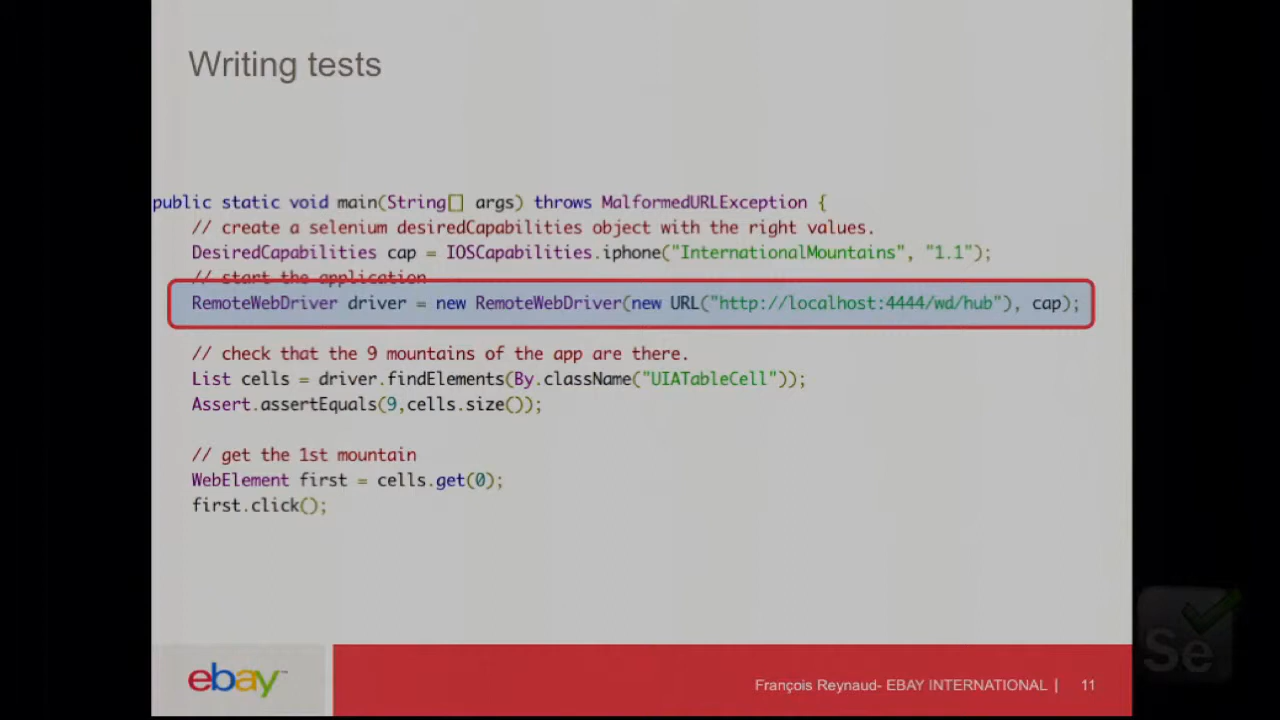 Writing tests
public static void main(String[] args) throws MalformedURLException {
// create a selenium desiredCapabilities object with the right values.
DesiredCapabilities cap = IOSCapabilities.iphone("InternationalMountains", "1.1");
// start the application
RemoteWebDriver driver = new RemoteWebDriver(new URL("http://localhost:4444/wd/hub"), cap);
// check that the 9 mountains of the app are there.
List cells = driver.findElements(By.className("UIATableCell"));
Assert.assertEquals(9,cells.size());
// get the 1st mountain
WebElement first = cells.get(0);
first.click();
ebay™
François Reynaud- EBAY INTERNATIONAL | 11
Se